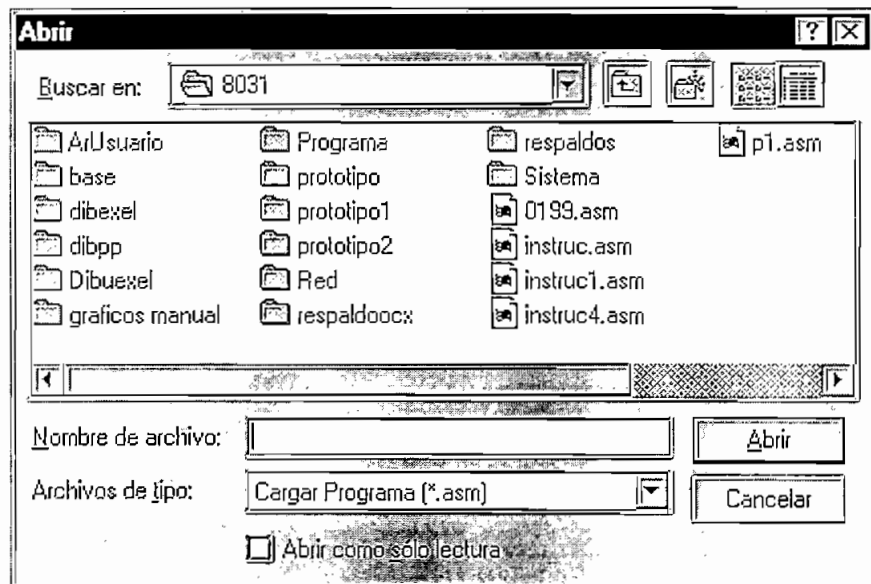 Abrir
Buscar en: 8031
ArUsuario
base
dibexel
dibpp
Dibuexel
graficos manual
Programa
prototipo
prototipo1
prototipo2
Red
respaldoocx
respaldos
Sistema
0199.asm
instruc.asm
instruc1.asm
instruc4.asm
p1.asm
Nombre de archivo:
Abrir
Archivos de tipo: Cargar Programa (*.asm)
Cancelar
Abrir como sólo lectura